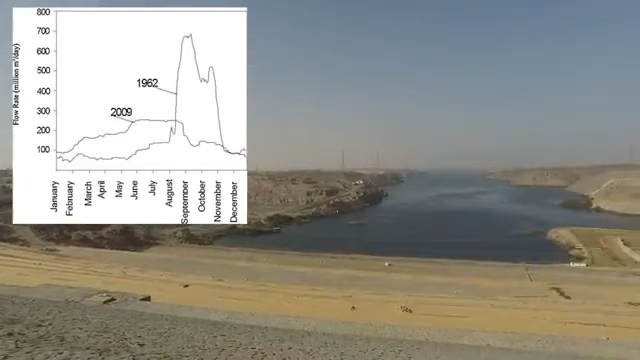 800
700
600
500
400
300
200
100
Flow Rate (million m³/day)
1962
2009
January
February
March
April
May
June
July
August
September
October
November
December